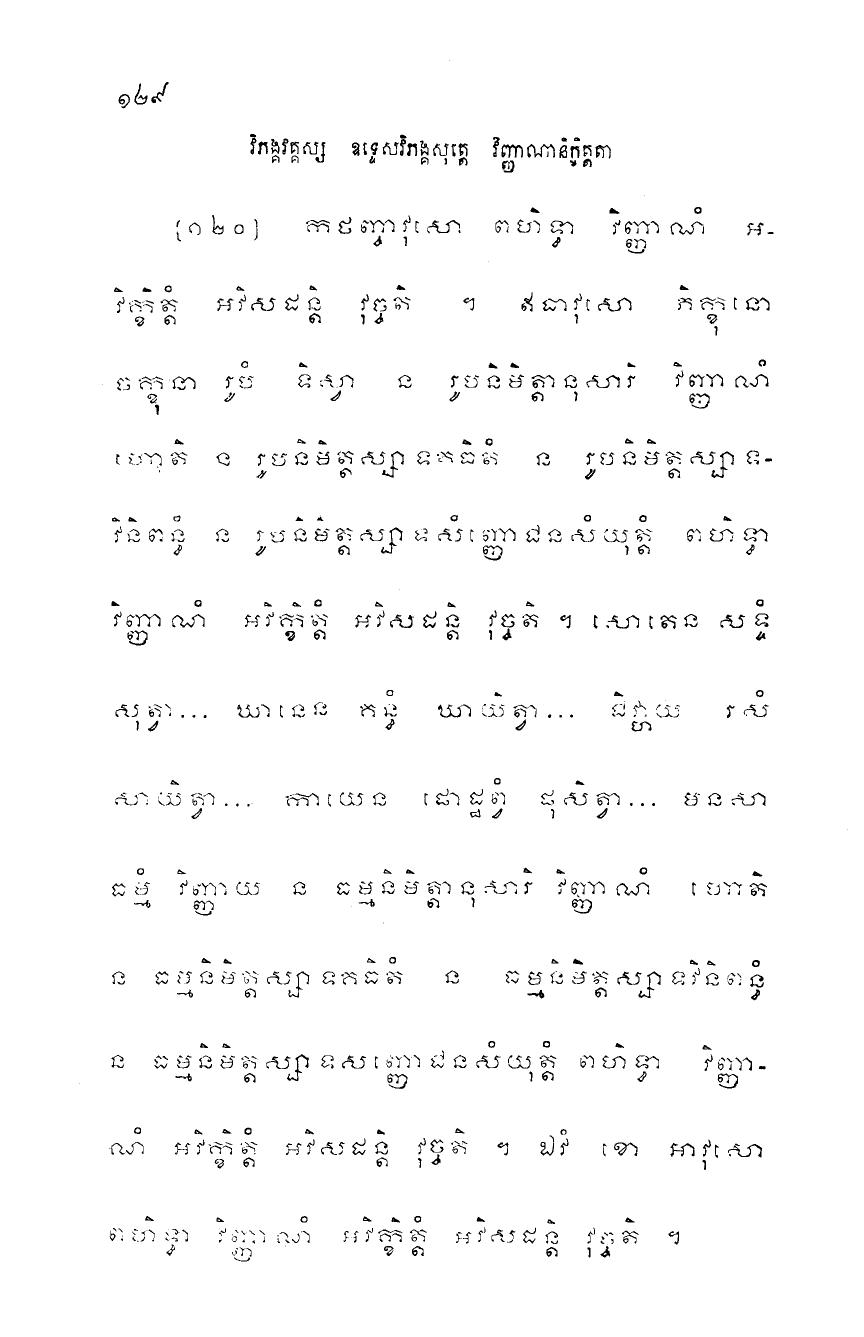 ១២៩
វិភង្គវគ្គស្ស ឧទ្ទេសវិភង្គសុត្តេ វិញ្ញាណានិក្ខិត្តតា
[១២០] កថញ្ចាវុសោ ពហិទ្ធា វិញ្ញាណំ អ-
វិក្ខិត្តំ អវិសដន្តិ វុច្ចតិ ។ ឥធាវុសោ ភិក្ខុនោ
ចក្ខុនា រូបំ ទិស្វា ន រូបនិមិត្តានុសារិ វិញ្ញាណំ
ហោតិ ន រូបនិមិត្តស្សាទគធិតំ ន រូបនិមិត្តស្សាទ-
វិនិពន្ធំ ន រូបនិមិត្តស្សាទសំញ្ញោជនសំយុត្តំ ពហិទ្ធា
វិញ្ញាណំ អវិក្ខិត្តំ អវិសដន្តិ វុច្ចតិ ។ សោតេន សទ្ទំ
សុត្វា... ឃានេន គន្ធំ ឃាយិត្វា... ជិវ្ហាយ រសំ
សាយិត្វា... កាយេន ផោដ្ឋព្វំ ផុសិត្វា... មនសា
ធម្មំ វិញ្ញាយ ន ធម្មនិមិត្តានុសារិ វិញ្ញាណំ ហោតិ
ន ធម្មនិមិត្តស្សាទគធិតំ ន ធម្មនិមិត្តស្សាទវិនិពន្ធំ
ន ធម្មនិមិត្តស្សាទសញ្ញោជនសំយុត្តំ ពហិទ្ធា វិញ្ញា-
ណំ អវិក្ខិត្តំ អវិសដន្តិ វុច្ចតិ ។ ឯវំ ខោ អាវុសោ
ពហិទ្ធា វិញ្ញាណំ អវិក្ខិត្តំ អវិសដន្តិ វុច្ចតិ ។